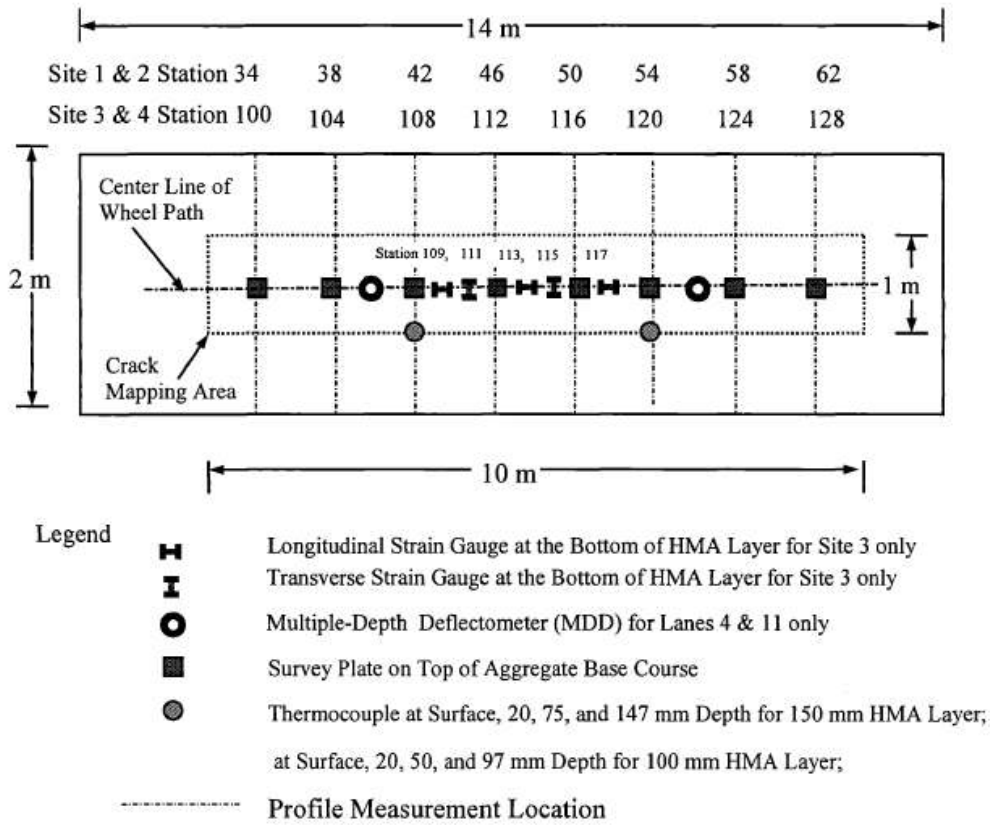 14 m
Site 1 & 2 Station 34 38 42 46 50 54 58 62
Site 3 & 4 Station 100 104 108 112 116 120 124 128
Center Line of
Wheel Path
Station 109, 111 113, 115 117
2 m
1 m
Crack
Mapping Area
10 m
Legend
Longitudinal Strain Gauge at the Bottom of HMA Layer for Site 3 only
Transverse Strain Gauge at the Bottom of HMA Layer for Site 3 only
Multiple-Depth Deflectometer (MDD) for Lanes 4 & 11 only
Survey Plate on Top of Aggregate Base Course
Thermocouple at Surface, 20, 75, and 147 mm Depth for 150 mm HMA Layer;
at Surface, 20, 50, and 97 mm Depth for 100 mm HMA Layer;
Profile Measurement Location